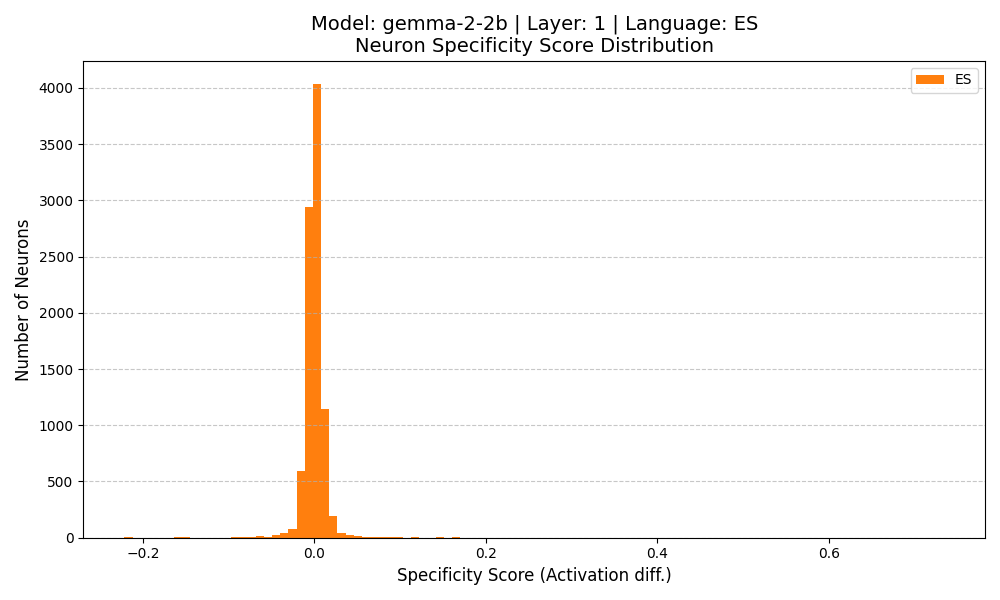 Model: gemma-2-2b | Layer: 1 | Language: ES
Neuron Specificity Score Distribution
ES
Number of Neurons
4000
3500
3000
2500
2000
1500
1000
500
0
−0.2
0.0
0.2
0.4
0.6
Specificity Score (Activation diff.)